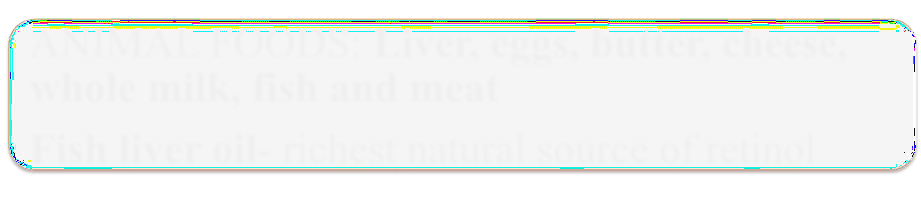 ANIMAL FOODS: Liver, eggs, butter, cheese,
whole milk, fish and meat
Fish liver oil- richest natural source of retinol